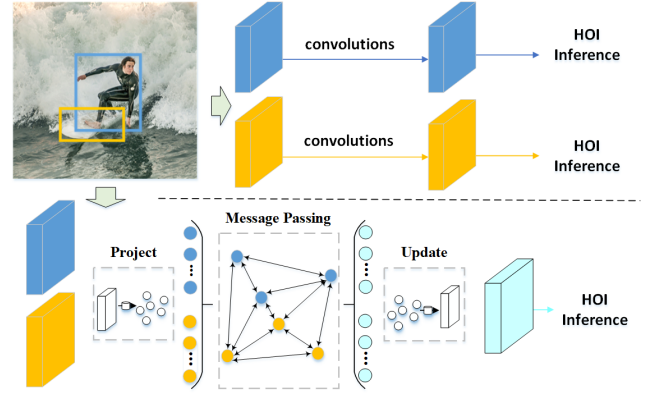 convolutions
HOI
Inference
convolutions
HOI
Inference
Message Passing
Project
Update
HOI
Inference